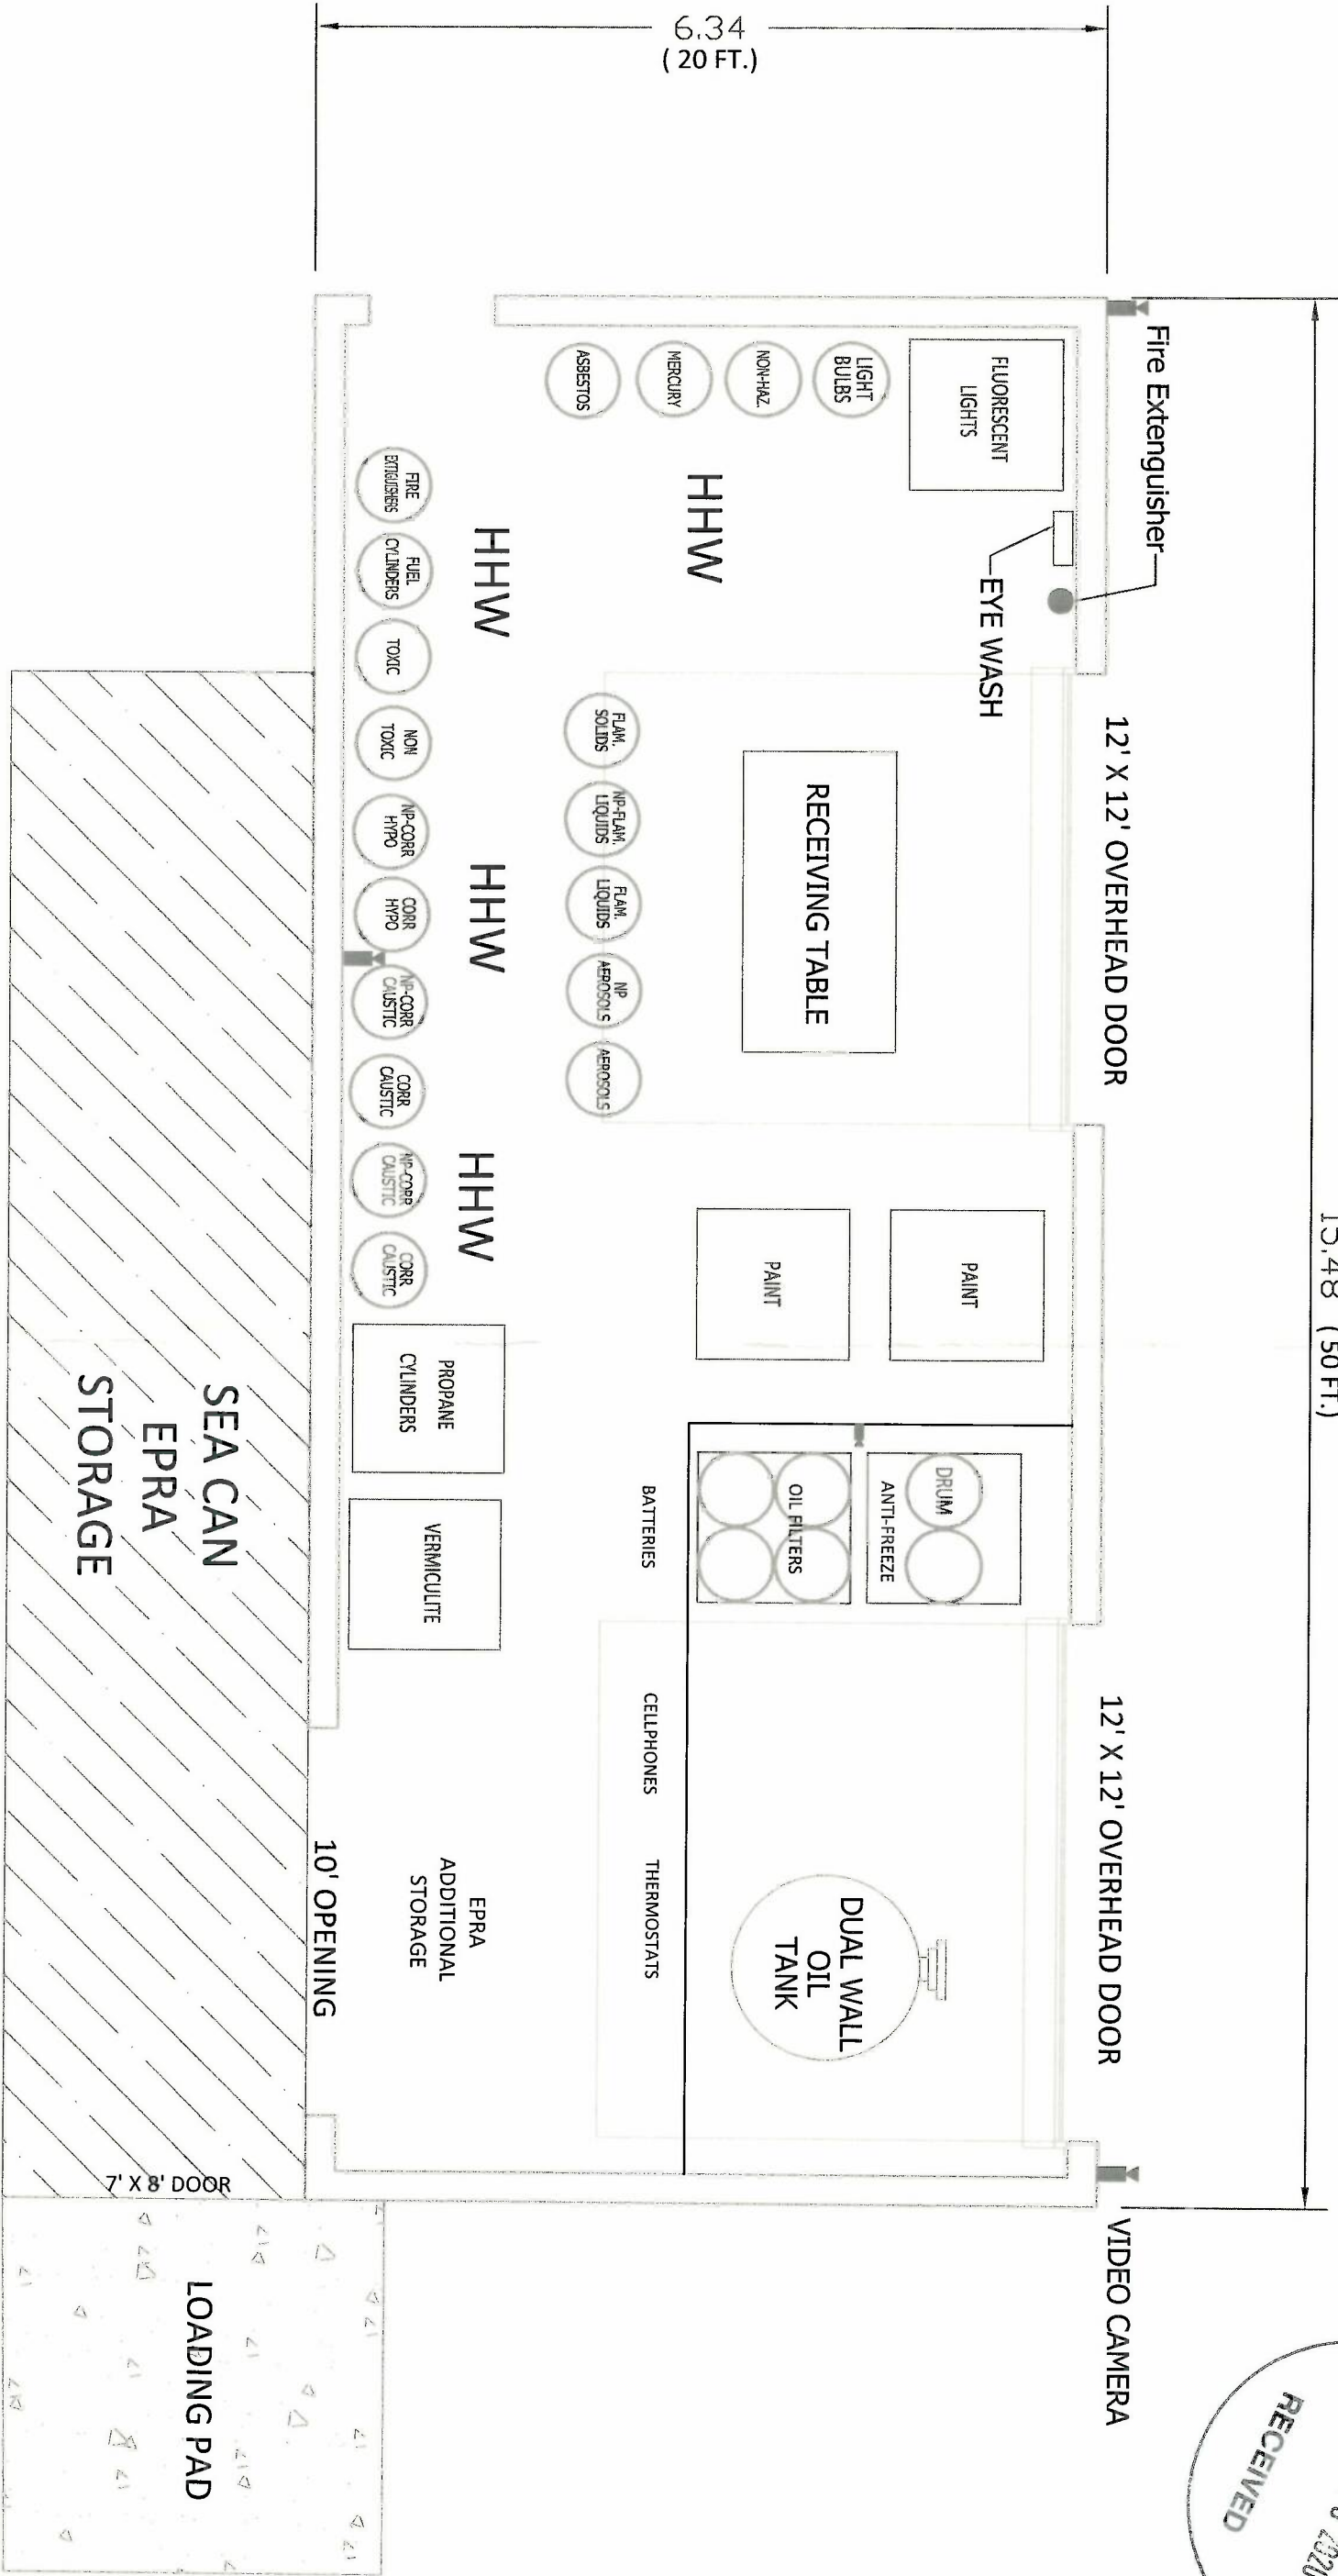 6.34
( 20 FT.)
15.48 (50 FT.)
Fire Extenguisher
EYE WASH
12' X 12' OVERHEAD DOOR
12' X 12' OVERHEAD DOOR
VIDEO CAMERA
FLUORESCENT
LIGHTS
LIGHT
BULBS
NON-HAZ.
MERCURY
ASBESTOS
HHW
HHW
HHW
HHW
RECEIVING TABLE
FLAM.
SOLIDS
NP-FLAM.
LIQUIDS
FLAM.
LIQUIDS
NP
AEROSOLS
AEROSOLS
PAINT
PAINT
DRUM
ANTI-FREEZE
OIL FILTERS
BATTERIES
CELLPHONES
THERMOSTATS
DUAL WALL
OIL
TANK
FIRE
EXTIGUISHERS
FUEL
CYLINDERS
TOXIC
NON
TOXIC
NP-CORR
HYPO
CORR
HYPO
NP-CORR
CAUSTIC
CORR
CAUSTIC
NP-CORR
CAUSTIC
CORR
CAUSTIC
PROPANE
CYLINDERS
VERMICULITE
EPRA
ADDITIONAL
STORAGE
10' OPENING
SEA CAN
EPRA
STORAGE
7' X 8' DOOR
LOADING PAD
RECEIVED